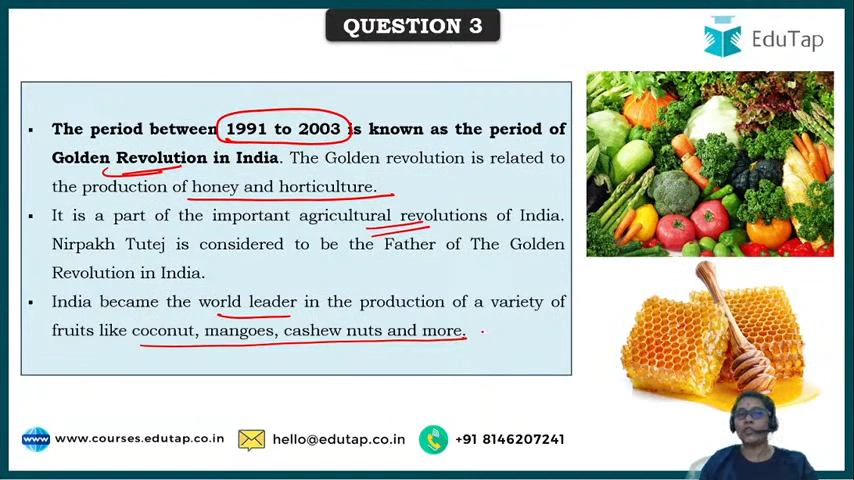 QUESTION 3
EduTap
▪ The period between 1991 to 2003 is known as the period of
Golden Revolution in India. The Golden revolution is related to
the production of honey and horticulture.
▪ It is a part of the important agricultural revolutions of India.
Nirpakh Tutej is considered to be the Father of The Golden
Revolution in India.
▪ India became the world leader in the production of a variety of
fruits like coconut, mangoes, cashew nuts and more.
www www.courses.edutap.co.in
hello@edutap.co.in
+91 8146207241